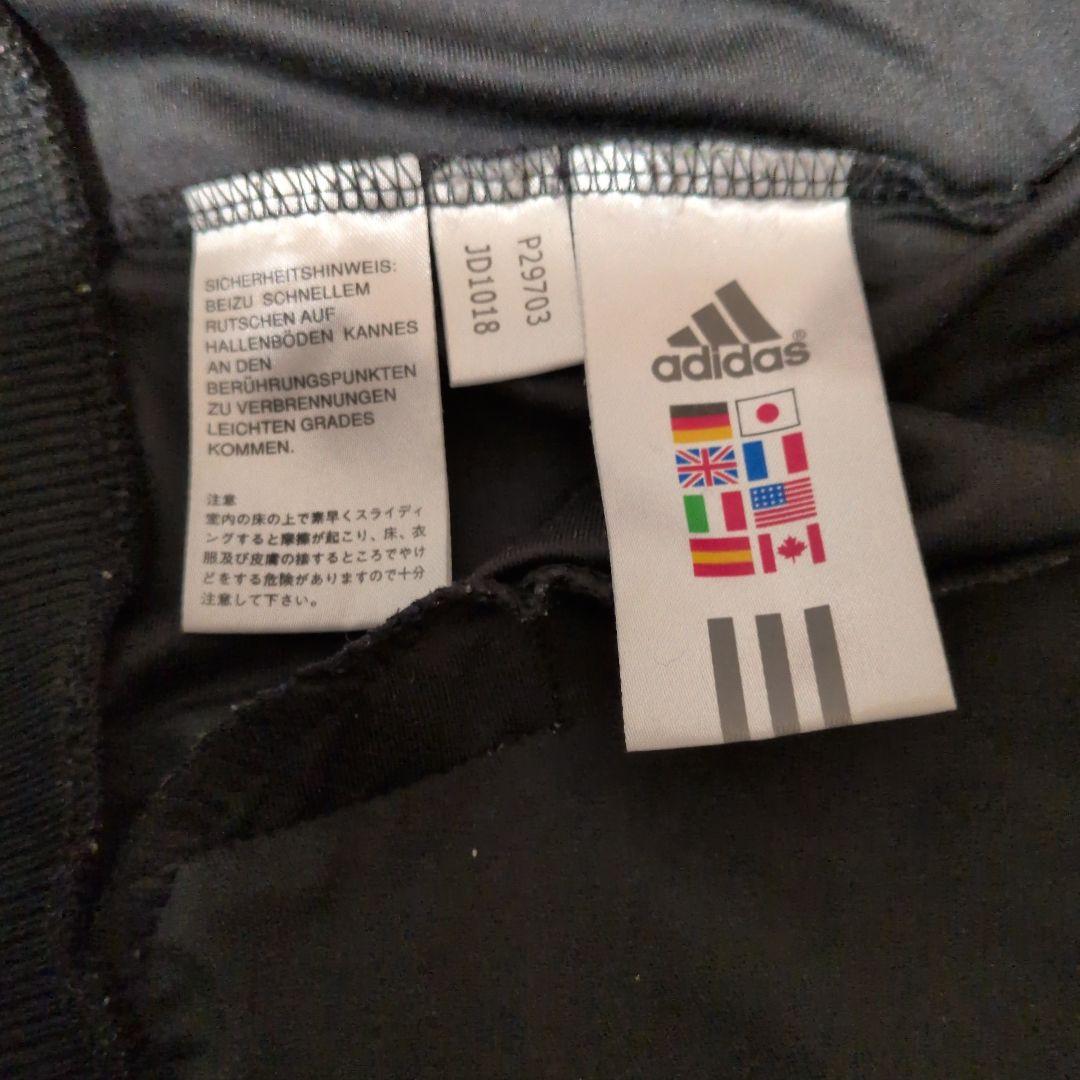 SICHERHEITSHINWEIS:
BEIZU SCHNELLEM
RUTSCHEN AUF
HALLENBÖDEN KANNES
AN DEN
BERÜHRUNGSPUNKTEN
ZU VERBRENNUNGEN
LEICHTEN GRADES
KOMMEN.
注意
室内の床の上で素早くスライディ
ングすると摩擦が起こり、床、衣
服及び皮膚の接するところでやけ
どをする危険がありますので十分
注意して下さい。
P29703
JD1018
adidas®